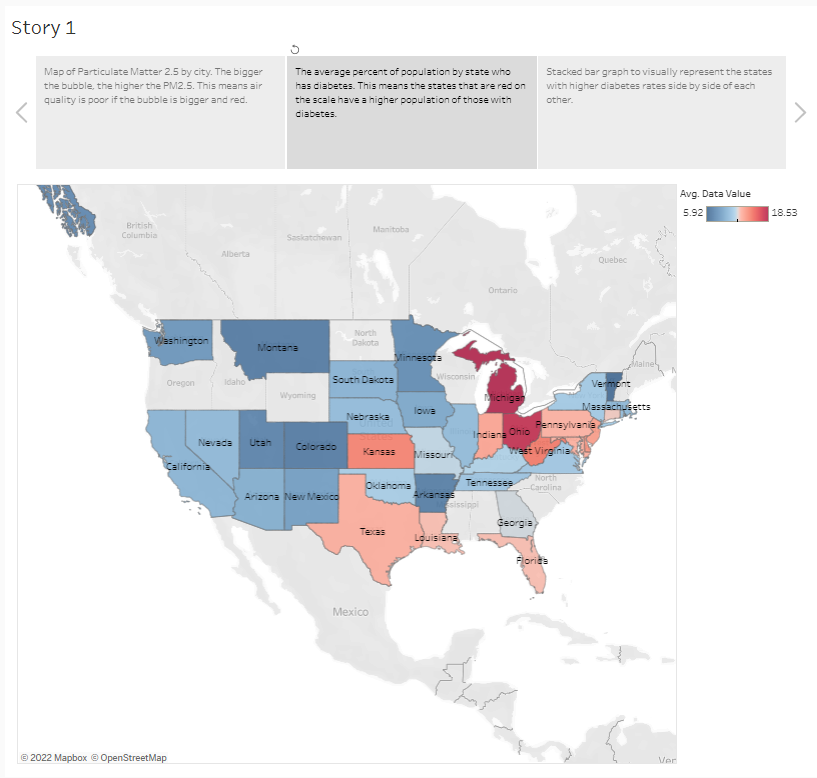 Story 1
Map of Particulate Matter 2.5 by city. The bigger
the bubble, the higher the PM2.5. This means air
quality is poor if the bubble is bigger and red.
The average percent of population by state who
has diabetes. This means the states that are red on
the scale have a higher population of those with
diabetes.
Stacked bar graph to visually represent the states
with higher diabetes rates side by side of each
other.
Avg. Data Value
5.92 18.53
British
Columbia
Alberta
Saskatchewan
Manitoba
Ontario
Quebec
Washington
Montana
North
Dakota
Minnesota
Oregon
Idaho
Wyoming
South Dakota
Wisconsin
Michigan
Maine
Vermont
Massachusetts
Nebraska
Iowa
Nevada
Utah
Colorado
Kansas
Missouri
Indiana
Ohio
Pennsylvania
West Virginia
California
Arizona
New Mexico
Oklahoma
Arkansas
Tennessee
North
Carolina
Georgia
Texas
Louisiana
Florida
Mexico
© 2022 Mapbox © OpenStreetMap
Ver